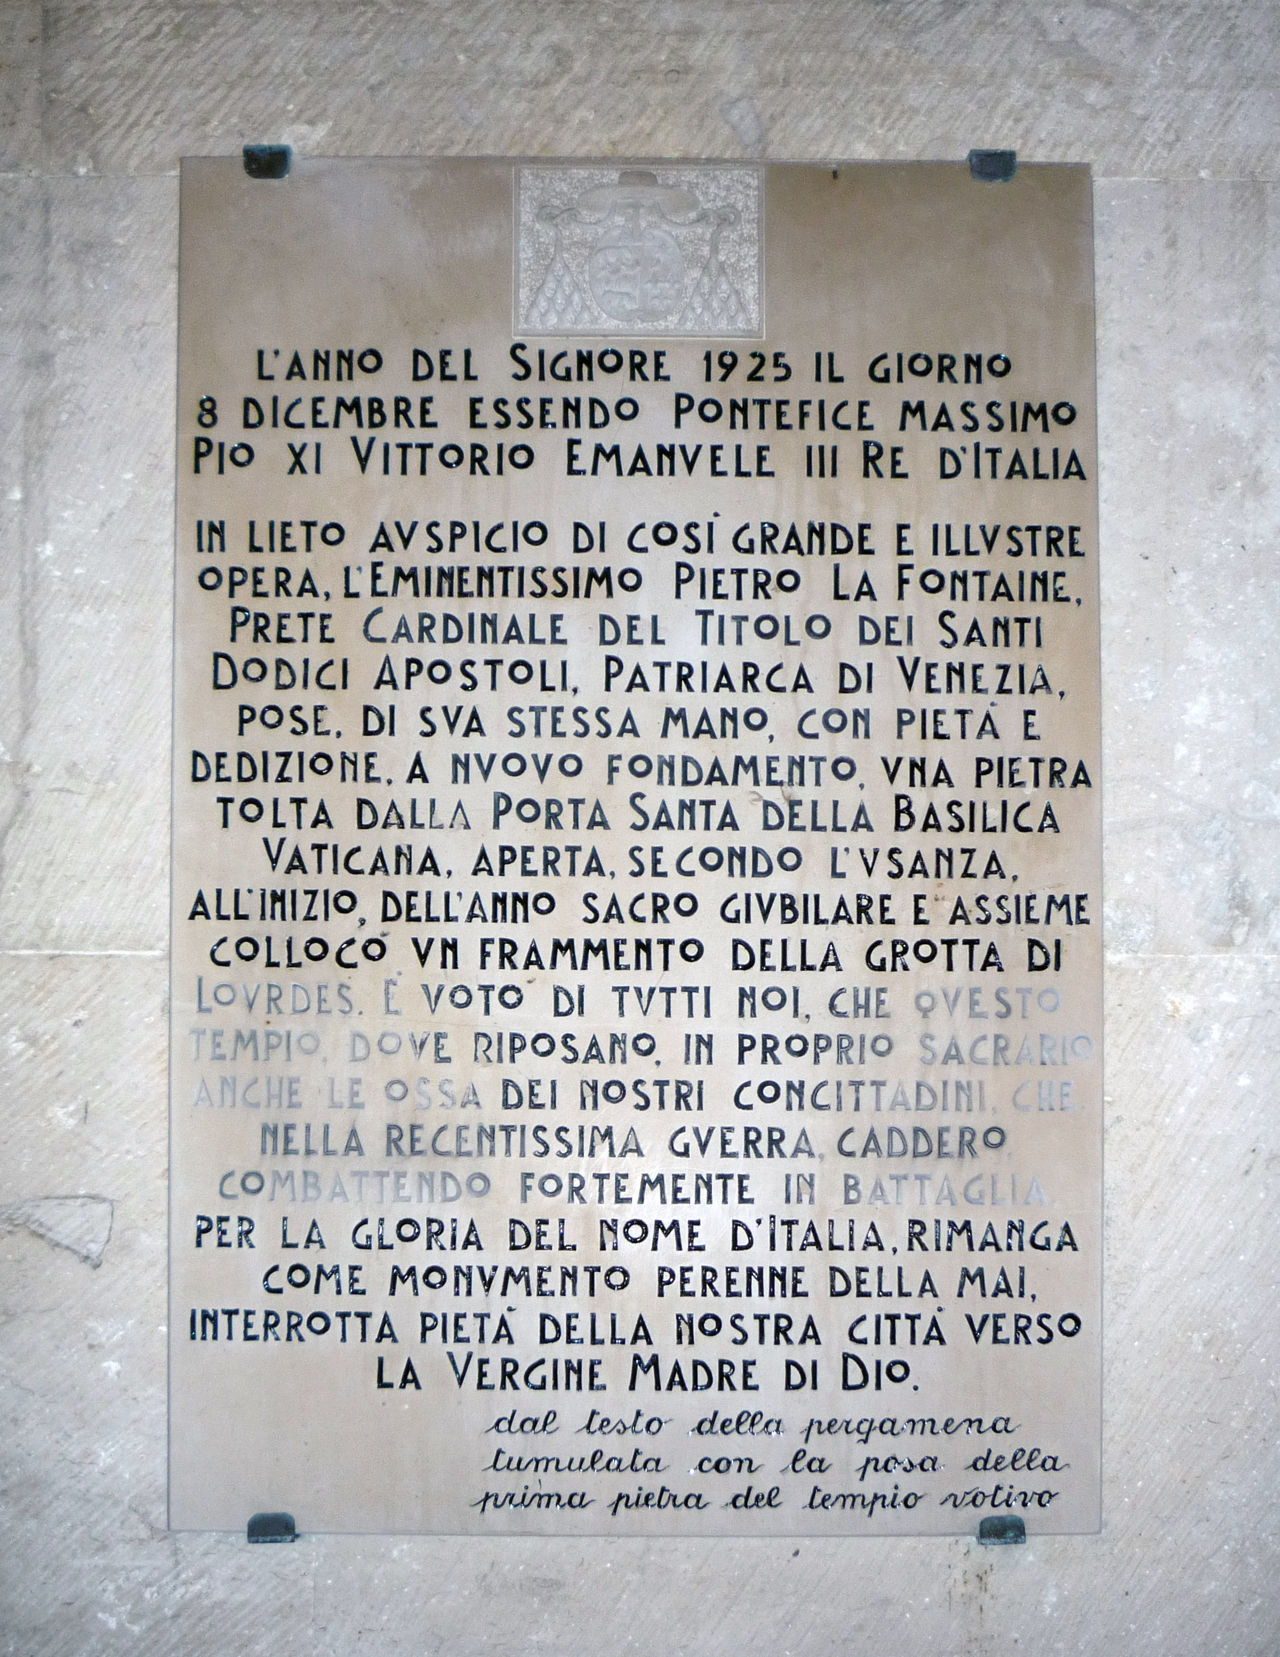 L'ANNO DEL SIGNORE 1925 IL GIORNO
8 DICEMBRE ESSENDO PONTEFICE MASSIMO
PIO XI VITTORIO EMANVELE III RE D'ITALIA
IN LIETO AVSPICIO DI COSÍ GRANDE E ILLVSTRE
OPERA, L'EMINENTISSIMO PIETRO LA FONTAINE,
PRETE CARDINALE DEL TITOLO DEI SANTI
DODICI APOSTOLI, PATRIARCA DI VENEZIA,
POSE, DI SVA STESSA MANO, CON PIETÀ E
DEDIZIONE, A NVOVO FONDAMENTO, VNA PIETRA
TOLTA DALLA PORTA SANTA DELLA BASILICA
VATICANA, APERTA, SECONDO L'VSANZA,
ALL'INIZIO, DELL'ANNO SACRO GIVBILARE E ASSIEME
COLLOCÒ VN FRAMMENTO DELLA GROTTA DI
LOVRDES. È VOTO DI TVTTI NOI, CHE QVESTO
TEMPIO, DOVE RIPOSANO, IN PROPRIO SACRARIO
ANCHE LE OSSA DEI NOSTRI CONCITTADINI, CHE,
NELLA RECENTISSIMA GVERRA, CADDERO,
COMBATTENDO FORTEMENTE IN BATTAGLIA
PER LA GLORIA DEL NOME D'ITALIA, RIMANGA
COME MONVMENTO PERENNE DELLA MAI,
INTERROTTA PIETÀ DELLA NOSTRA CITTÀ VERSO
LA VERGINE MADRE DI DIO.
dal testo della pergamena
tumulata con la posa della
prima pietra del tempio votivo